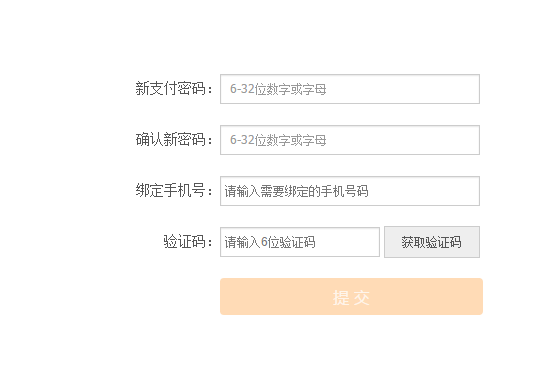 新支付密码： 6-32位数字或字母
确认新密码： 6-32位数字或字母
绑定手机号： 请输入需要绑定的手机号码
验证码： 请输入6位验证码 获取验证码
提 交